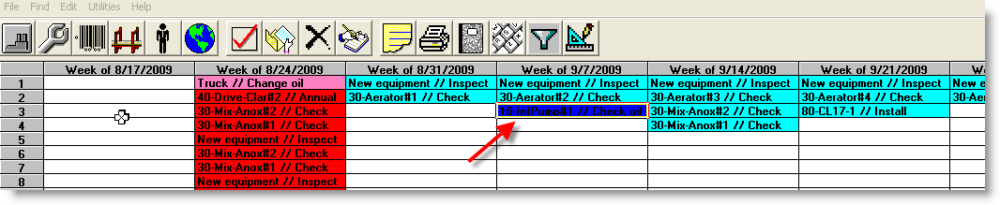 File Find Edit Utilities Help
Week of 8/17/2009 Week of 8/24/2009 Week of 8/31/2009 Week of 9/7/2009 Week of 9/14/2009 Week of 9/21/2009
1 Truck // Change oil New equipment // Inspect New equipment // Inspect New equipment // Inspect New equipment // Inspect New equip
2 40-Drive-Clar#2 // Annual 30-Aerator#1 // Check 30-Aerator#2 // Check 30-Aerator#3 // Check 30-Aerator#4 // Check 30-Aera
3 30-Mix-Anox#2 // Check 10-InfPump#1 // Check oil 30-Mix-Anox#2 // Check 80-CL17-1 // Install
4 30-Mix-Anox#1 // Check 30-Mix-Anox#1 // Check
5 New equipment // Inspect
6 30-Mix-Anox#2 // Check
7 30-Mix-Anox#1 // Check
8 New equipment // Inspect